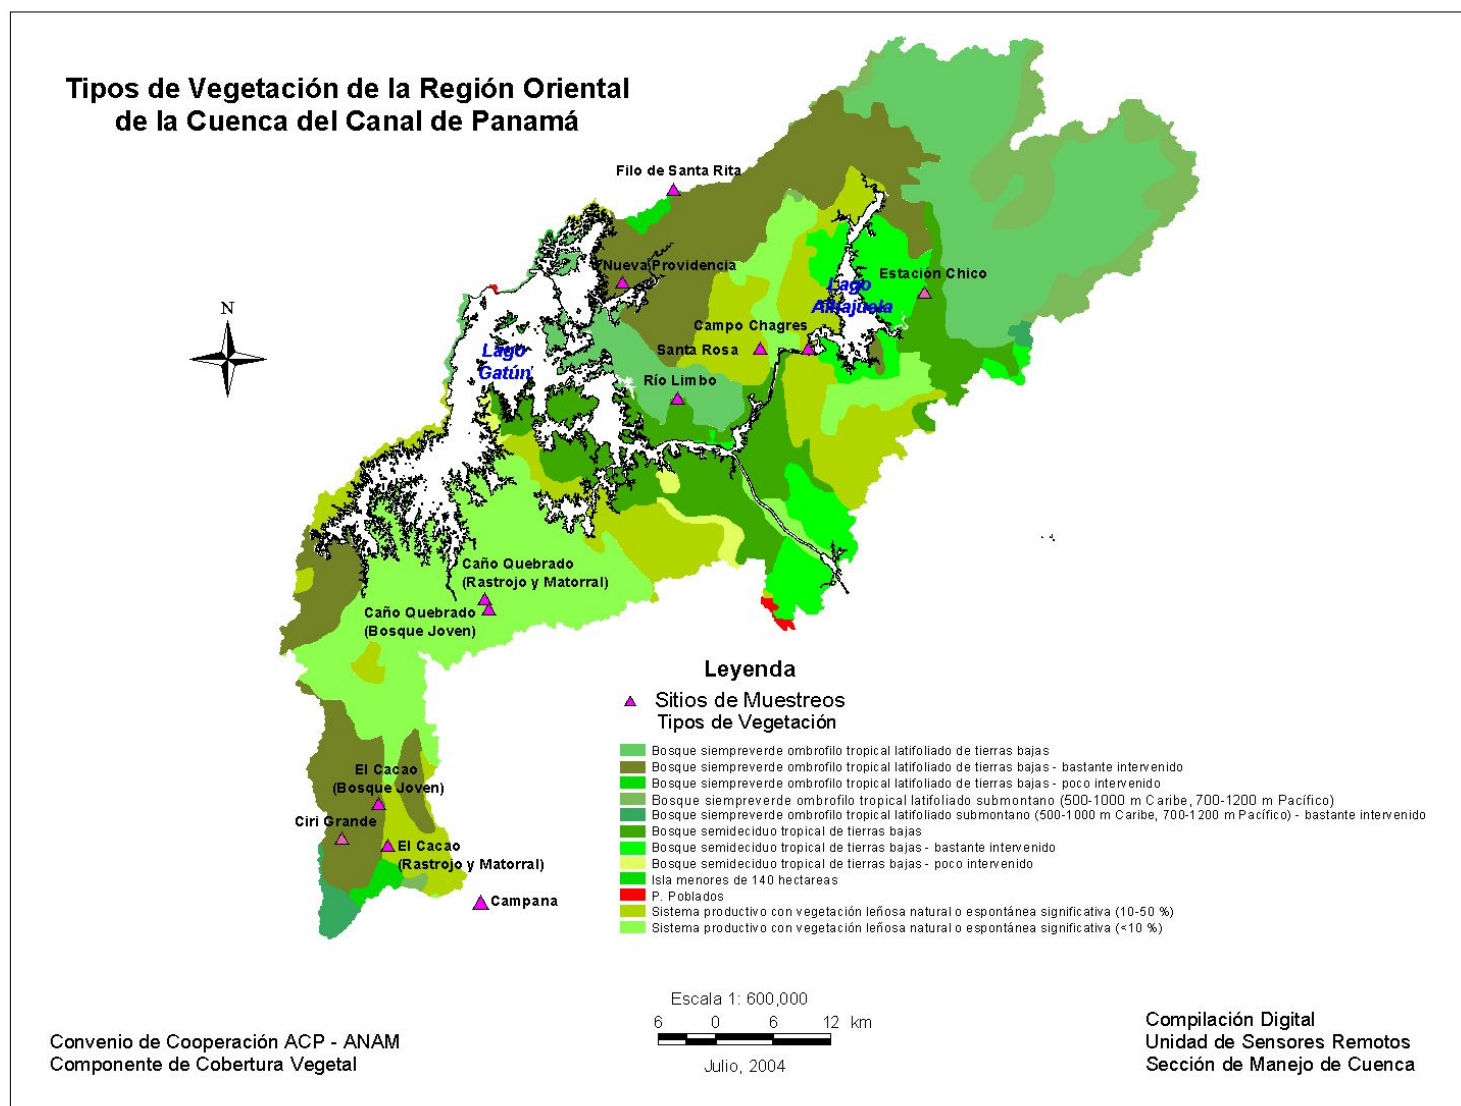 Tipos de Vegetación de la Región Oriental
de la Cuenca del Canal de Panamá
Filo de Santa Rita
Nueva Providencia
Estación Chico
Lago
Alhajuela
Campo Chagres
Santa Rosa
Lago
Gatún
Río Limbo
N
Caño Quebrado
(Rastrojo y Matorral)
Caño Quebrado
(Bosque Joven)
El Cacao
(Bosque Joven)
Ciri Grande
El Cacao
(Rastrojo y Matorral)
Campana
Leyenda
Sitios de Muestreos
Tipos de Vegetación
Bosque siempreverde ombrofilo tropical latifoliado de tierras bajas
Bosque siempreverde ombrofilo tropical latifoliado de tierras bajas - bastante intervenido
Bosque siempreverde ombrofilo tropical latifoliado de tierras bajas - poco intervenido
Bosque siempreverde ombrofilo tropical latifoliado submontano (500-1000 m Caribe, 700-1200 m Pacífico)
Bosque siempreverde ombrofilo tropical latifoliado submontano (500-1000 m Caribe, 700-1200 m Pacífico) - bastante intervenido
Bosque semideciduo tropical de tierras bajas
Bosque semideciduo tropical de tierras bajas - bastante intervenido
Bosque semideciduo tropical de tierras bajas - poco intervenido
Isla menores de 140 hectareas
P. Poblados
Sistema productivo con vegetación leñosa natural o espontánea significativa (10-50 %)
Sistema productivo con vegetación leñosa natural o espontánea significativa (<10 %)
Escala 1: 600,000
6 0 6 12 km
Julio, 2004
Convenio de Cooperación ACP - ANAM
Componente de Cobertura Vegetal
Compilación Digital
Unidad de Sensores Remotos
Sección de Manejo de Cuenca